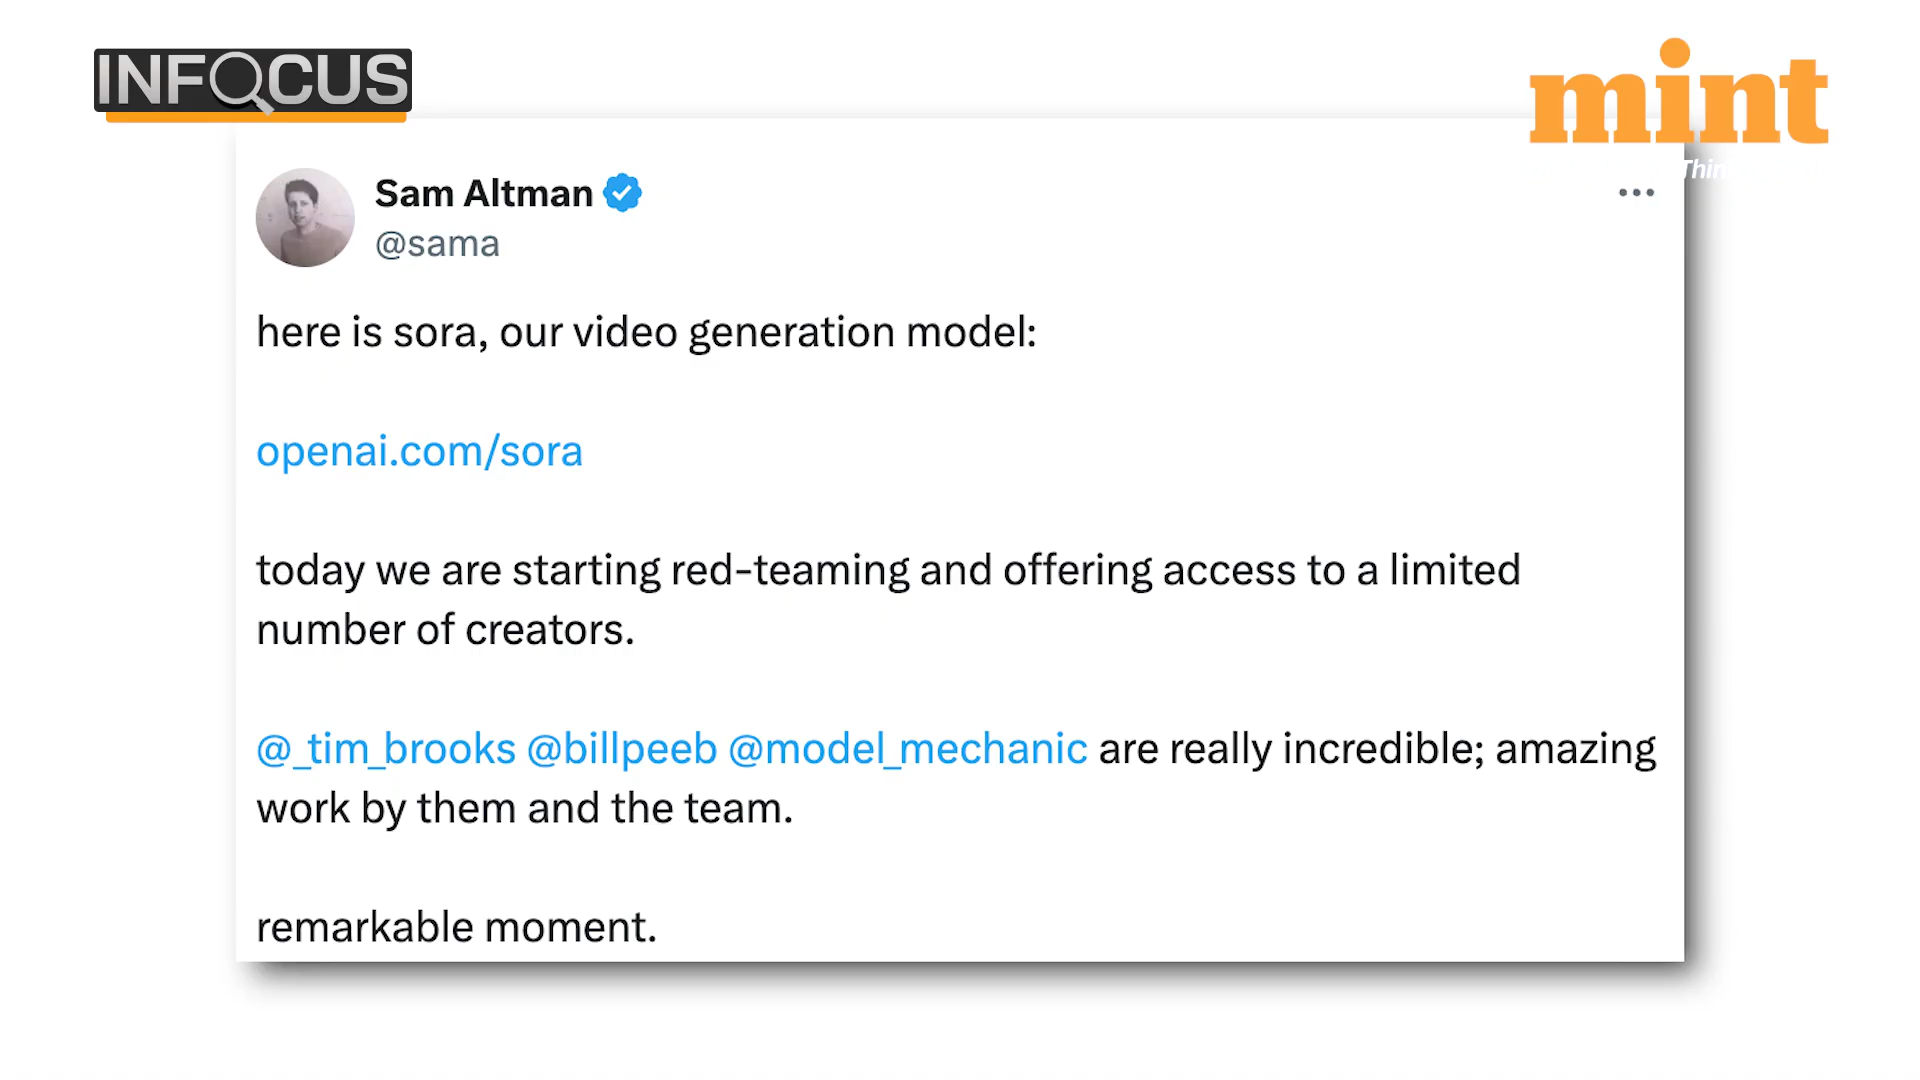 INFOCUS
mint
Sam Altman
@sama
here is sora, our video generation model:
openai.com/sora
today we are starting red-teaming and offering access to a limited
number of creators.
@_tim_brooks @billpeeb @model_mechanic are really incredible; amazing
work by them and the team.
remarkable moment.